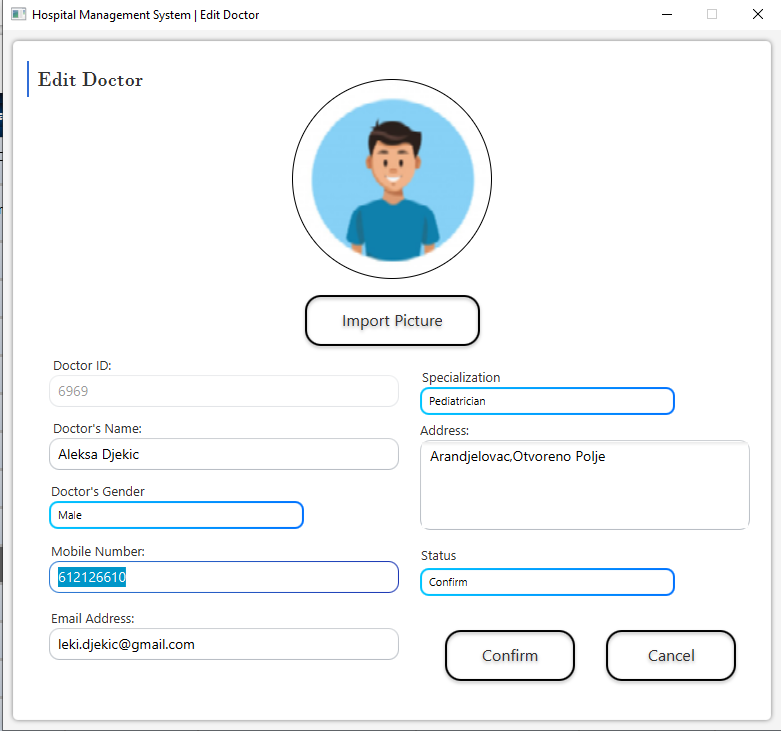 Hospital Management System | Edit Doctor
Edit Doctor
Import Picture
Doctor ID:
6969
Doctor's Name:
Aleksa Djekic
Doctor's Gender
Male
Mobile Number:
612126610
Email Address:
leki.djekic@gmail.com
Specialization
Pediatrician
Address:
Arandjelovac,Otvoreno Polje
Status
Confirm
Confirm
Cancel